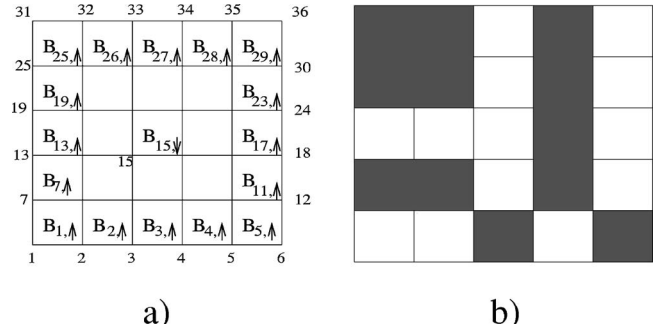 31 32 33 34 35 36
B25,↑ B26,↑ B27,↑ B28,↑ B29,↑
25 30
B19,↑ B23,↑
19 24
B13,↑ B15,↓ B17,↑
13 15 18
B7,↑ B11,↑
7 12
B1,↑ B2,↑ B3,↑ B4,↑ B5,↑
1 2 3 4 5 6
a) b)